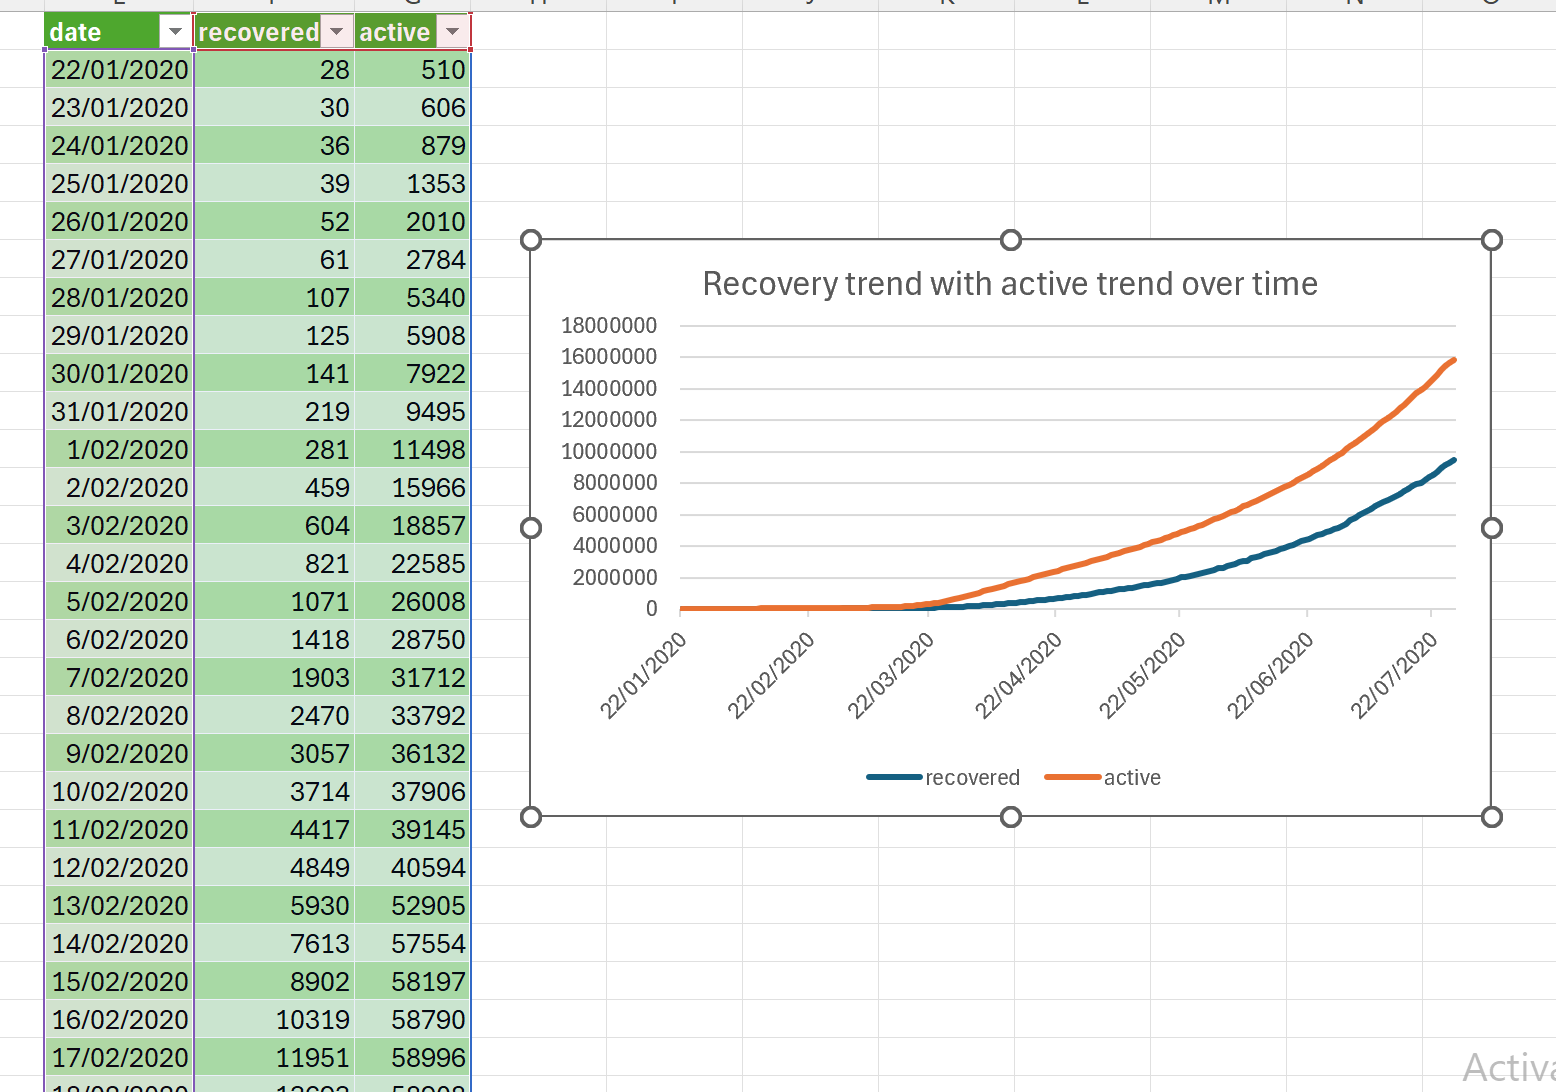 date recovered active
22/01/2020 28 510
23/01/2020 30 606
24/01/2020 36 879
25/01/2020 39 1353
26/01/2020 52 2010
27/01/2020 61 2784
28/01/2020 107 5340
29/01/2020 125 5908
30/01/2020 141 7922
31/01/2020 219 9495
1/02/2020 281 11498
2/02/2020 459 15966
3/02/2020 604 18857
4/02/2020 821 22585
5/02/2020 1071 26008
6/02/2020 1418 28750
7/02/2020 1903 31712
8/02/2020 2470 33792
9/02/2020 3057 36132
10/02/2020 3714 37906
11/02/2020 4417 39145
12/02/2020 4849 40594
13/02/2020 5930 52905
14/02/2020 7613 57554
15/02/2020 8902 58197
16/02/2020 10319 58790
17/02/2020 11951 58996
Recovery trend with active trend over time
18000000
16000000
14000000
12000000
10000000
8000000
6000000
4000000
2000000
0
22/01/2020 22/02/2020 22/03/2020 22/04/2020 22/05/2020 22/06/2020 22/07/2020
recovered active